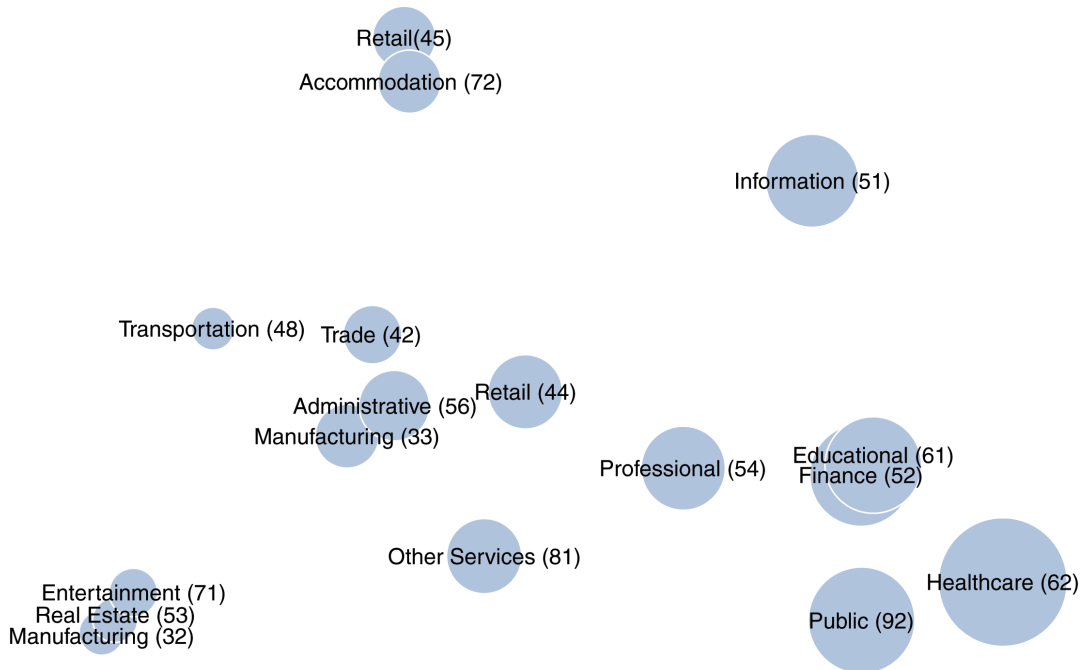 Retail(45)
Accommodation (72)
Information (51)
Transportation (48)
Trade (42)
Retail (44)
Administrative (56)
Manufacturing (33)
Educational (61)
Professional (54)
Finance (52)
Other Services (81)
Healthcare (62)
Entertainment (71)
Real Estate (53)
Public (92)
Manufacturing (32)